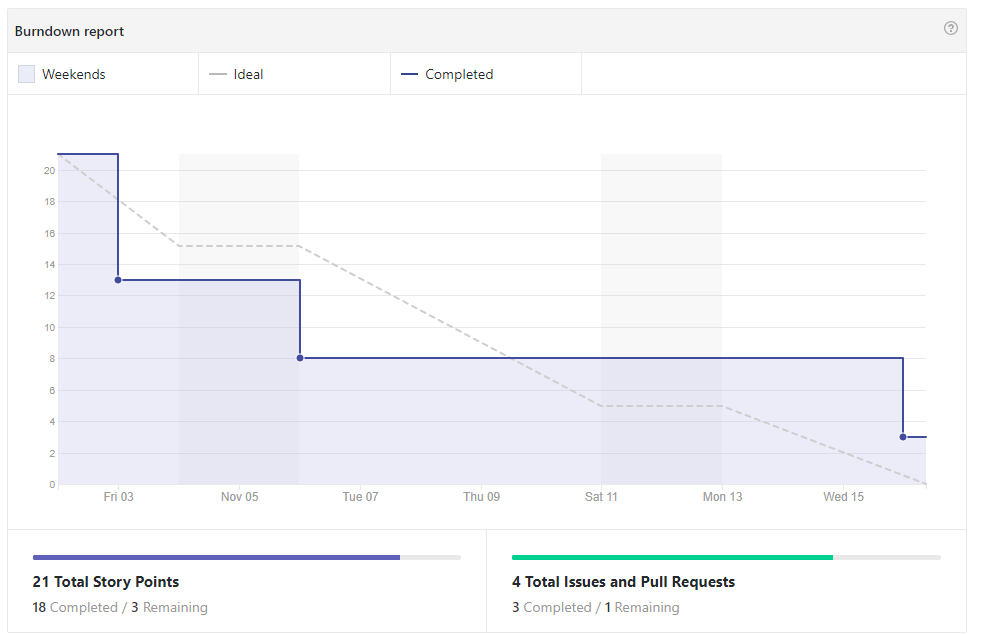 Burndown report
?
Weekends
Ideal
Completed
20
18
16
14
12
10
8
6
4
2
0
Fri 03 Nov 05 Tue 07 Thu 09 Sat 11 Mon 13 Wed 15
21 Total Story Points
18 Completed / 3 Remaining
4 Total Issues and Pull Requests
3 Completed / 1 Remaining